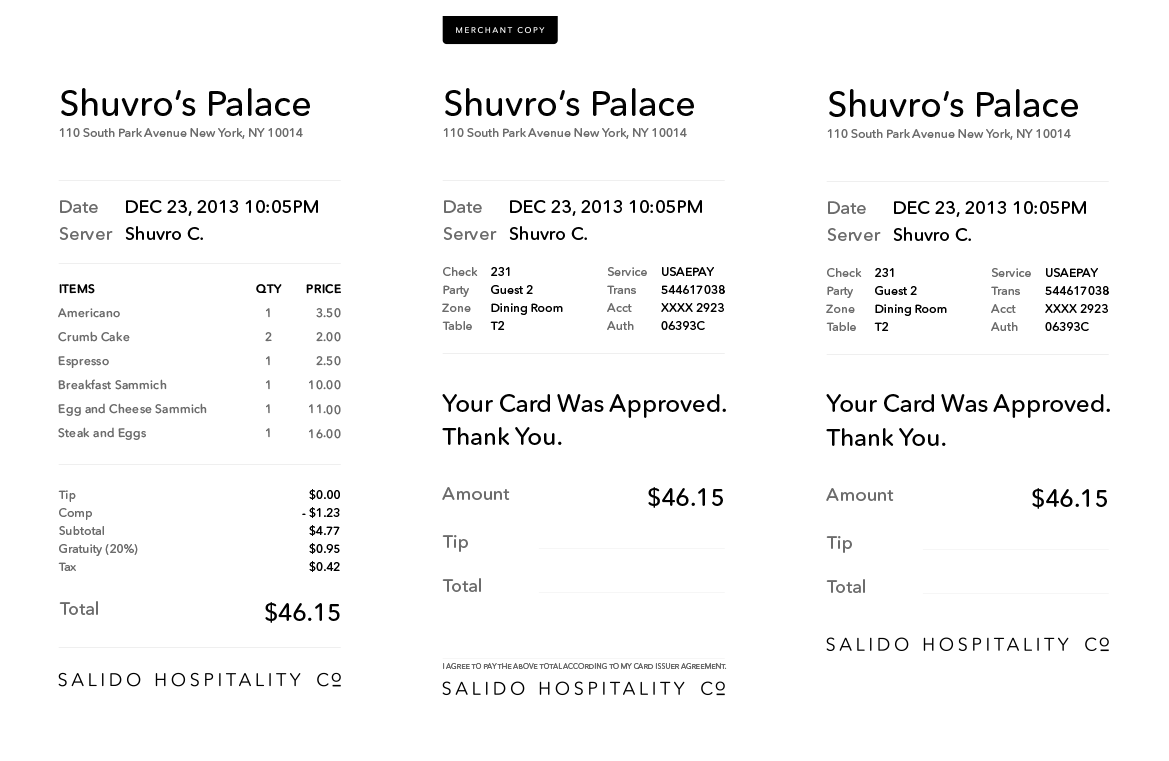 Shuvro's Palace
110 South Park Avenue New York, NY 10014
Date DEC 23, 2013 10:05PM
Server Shuvro C.
ITEMS QTY PRICE
Americano 1 3.50
Crumb Cake 2 2.00
Espresso 1 2.50
Breakfast Sammich 1 10.00
Egg and Cheese Sammich 1 11.00
Steak and Eggs 1 16.00
Tip $0.00
Comp - $1.23
Subtotal $4.77
Gratuity (20%) $0.95
Tax $0.42
Total $46.15
SALIDO HOSPITALITY Cº
MERCHANT COPY
Shuvro's Palace
110 South Park Avenue New York, NY 10014
Date DEC 23, 2013 10:05PM
Server Shuvro C.
Check 231 Service USAEPAY
Party Guest 2 Trans 544617038
Zone Dining Room Acct XXXX 2923
Table T2 Auth 06393C
Your Card Was Approved.
Thank You.
Amount $46.15
Tip
Total
I AGREE TO PAY THE ABOVE TOTAL ACCORDING TO MY CARD ISSUER AGREEMENT.
SALIDO HOSPITALITY Cº
Shuvro's Palace
110 South Park Avenue New York, NY 10014
Date DEC 23, 2013 10:05PM
Server Shuvro C.
Check 231 Service USAEPAY
Party Guest 2 Trans 544617038
Zone Dining Room Acct XXXX 2923
Table T2 Auth 06393C
Your Card Was Approved.
Thank You.
Amount $46.15
Tip
Total
SALIDO HOSPITALITY Cº